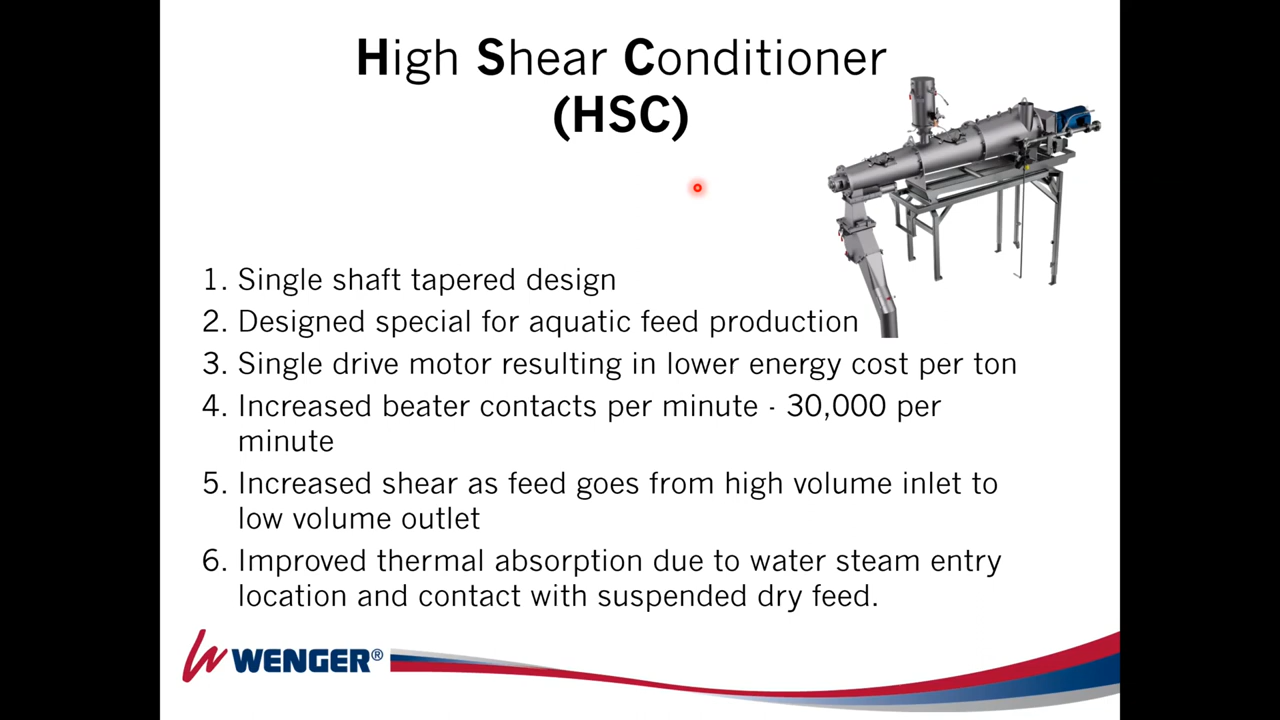 High Shear Conditioner
(HSC)
1. Single shaft tapered design
2. Designed special for aquatic feed production
3. Single drive motor resulting in lower energy cost per ton
4. Increased beater contacts per minute - 30,000 per
minute
5. Increased shear as feed goes from high volume inlet to
low volume outlet
6. Improved thermal absorption due to water steam entry
location and contact with suspended dry feed.
WENGER®